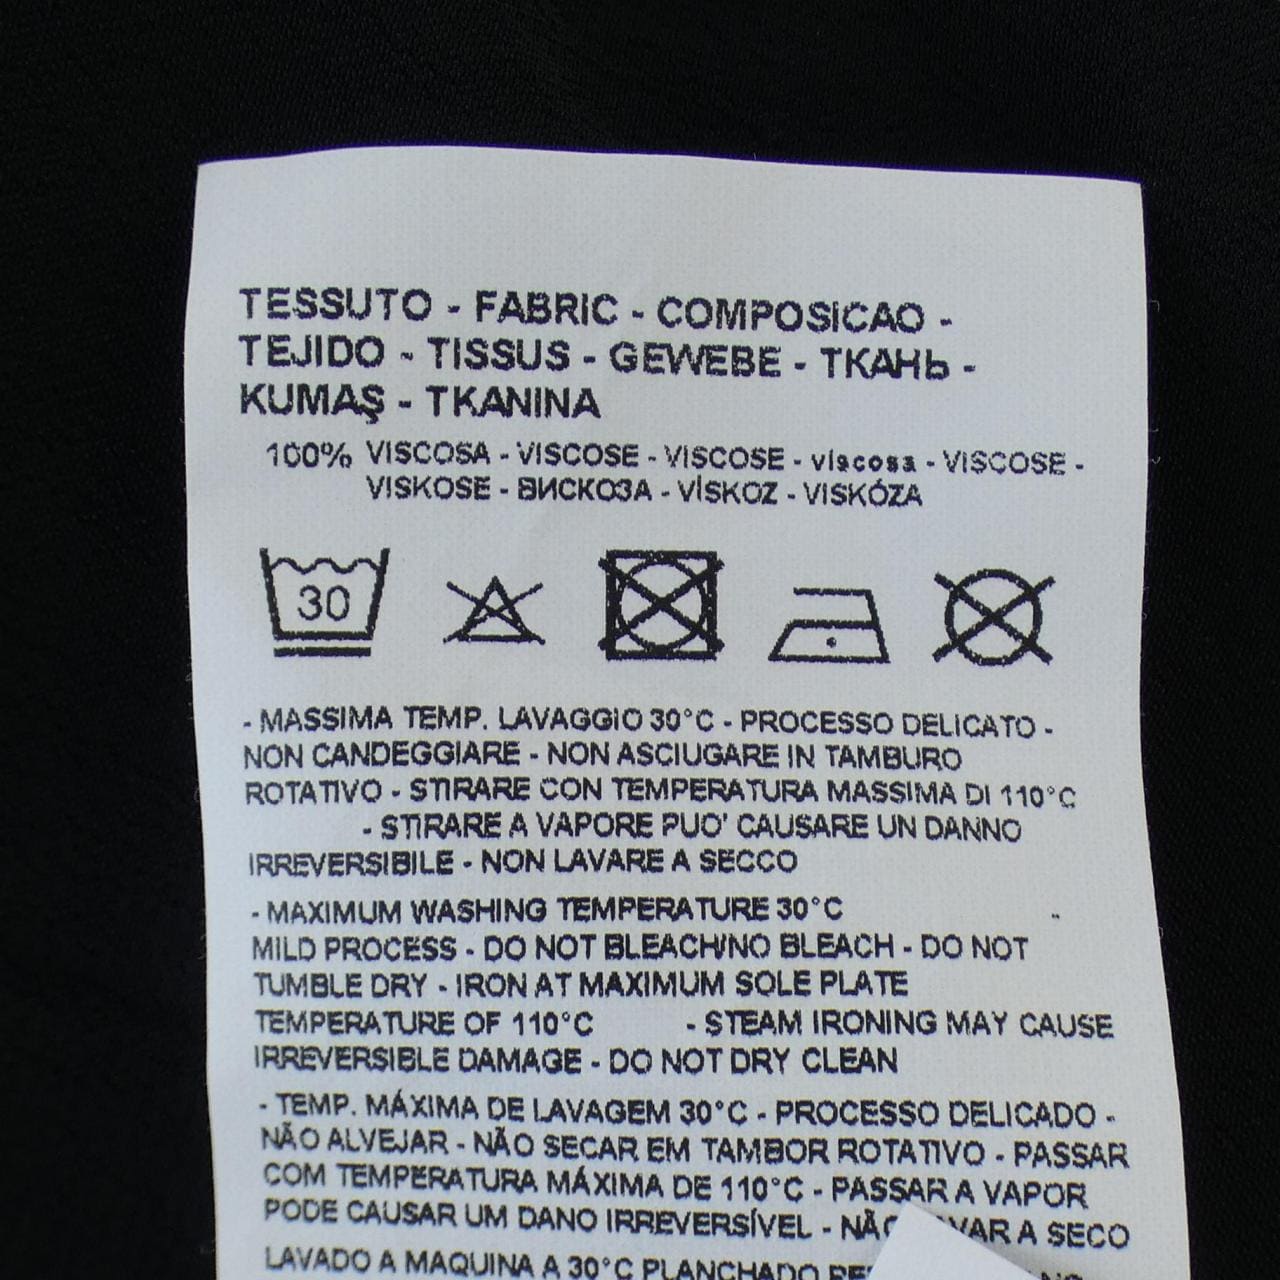 TESSUTO - FABRIC - COMPOSICAO -
TEJIDO - TISSUS - GEWEBE - ТКАНЬ -
KUMAŞ - TKANINA
100% VISCOSA - VISCOSE - VISCOSE - viscosa - VISCOSE -
VISKOSE - ВИСКОЗА - VİSKOZ - VISKÓZA
30
- MASSIMA TEMP. LAVAGGIO 30°C - PROCESSO DELICATO -
NON CANDEGGIARE - NON ASCIUGARE IN TAMBURO
ROTATIVO - STIRARE CON TEMPERATURA MASSIMA DI 110°C
- STIRARE A VAPORE PUO' CAUSARE UN DANNO
IRREVERSIBILE - NON LAVARE A SECCO
- MAXIMUM WASHING TEMPERATURE 30°C -
MILD PROCESS - DO NOT BLEACH/NO BLEACH - DO NOT
TUMBLE DRY - IRON AT MAXIMUM SOLE PLATE
TEMPERATURE OF 110°C - STEAM IRONING MAY CAUSE
IRREVERSIBLE DAMAGE - DO NOT DRY CLEAN
- TEMP. MÁXIMA DE LAVAGEM 30°C - PROCESSO DELICADO -
NÃO ALVEJAR - NÃO SECAR EM TAMBOR ROTATIVO - PASSAR
COM TEMPERATURA MÁXIMA DE 110°C - PASSAR A VAPOR
PODE CAUSAR UM DANO IRREVERSÍVEL - A SECO
LAVADO A MAQUINA A 30°C PLANCHADO